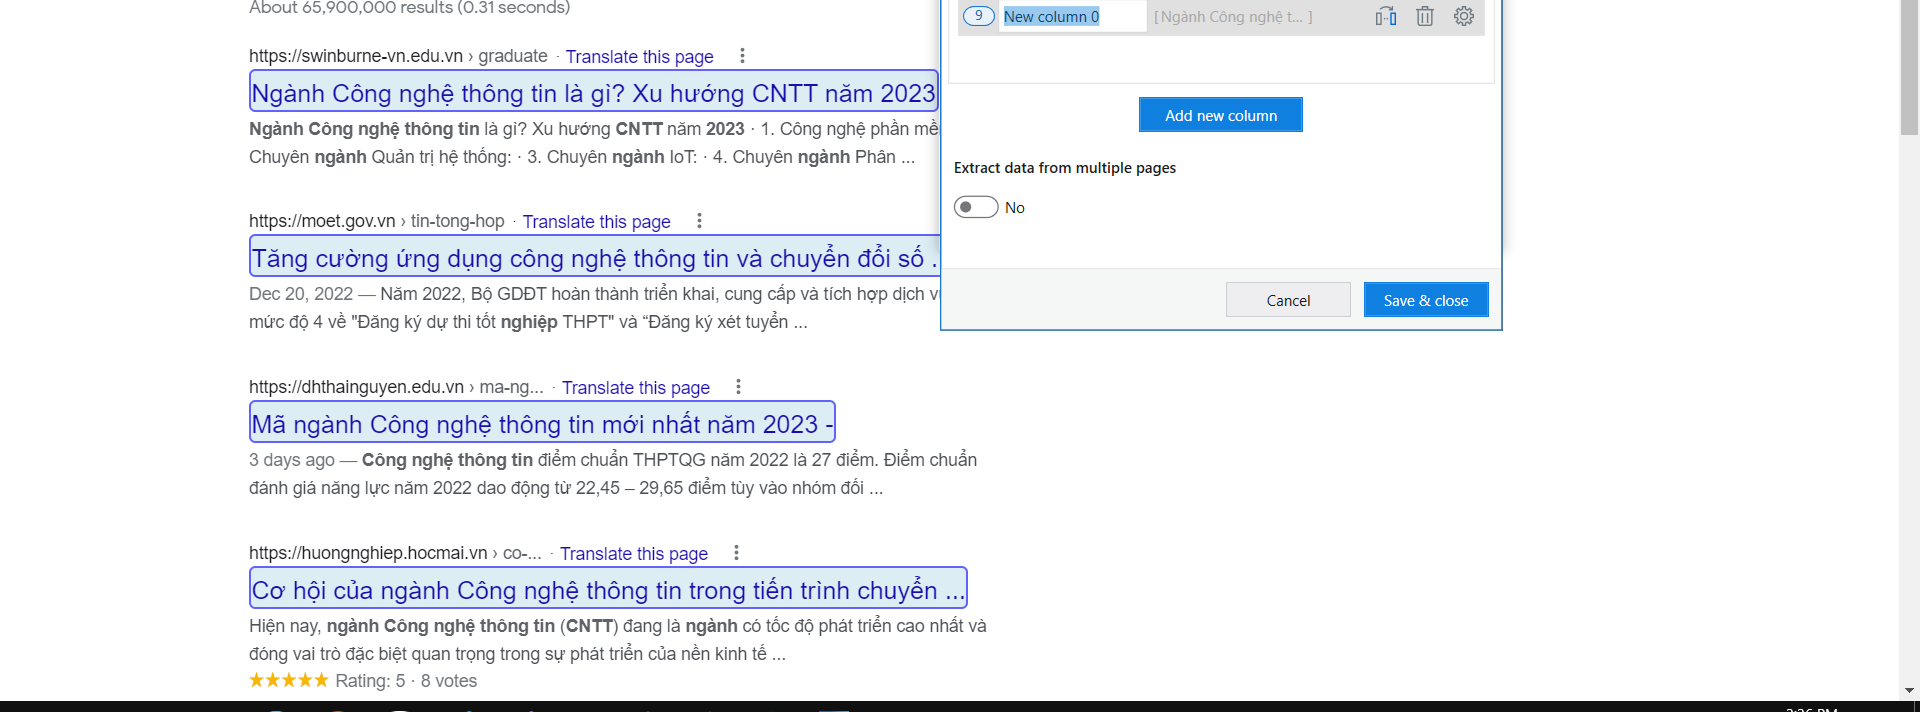 About 65,900,000 results (0.31 seconds)
https://swinburne-vn.edu.vn › graduate · Translate this page
Ngành Công nghệ thông tin là gì? Xu hướng CNTT năm 2023
Ngành Công nghệ thông tin là gì? Xu hướng CNTT năm 2023 · 1. Công nghệ phần mềm
Chuyên ngành Quản trị hệ thống: · 3. Chuyên ngành IoT: · 4. Chuyên ngành Phân ...
https://moet.gov.vn › tin-tong-hop · Translate this page
Tăng cường ứng dụng công nghệ thông tin và chuyển đổi số .
Dec 20, 2022 — Năm 2022, Bộ GDĐT hoàn thành triển khai, cung cấp và tích hợp dịch
mức độ 4 về "Đăng ký dự thi tốt nghiệp THPT" và “Đăng ký xét tuyển ...
https://dhthainguyen.edu.vn › ma-ng... · Translate this page
Mã ngành Công nghệ thông tin mới nhất năm 2023 -
3 days ago — Công nghệ thông tin điểm chuẩn THPTQG năm 2022 là 27 điểm. Điểm chuẩn
đánh giá năng lực năm 2022 dao động từ 22,45 – 29,65 điểm tùy vào nhóm đối ...
https://huongnghiep.hocmai.vn › co-... · Translate this page
Cơ hội của ngành Công nghệ thông tin trong tiến trình chuyển ...
Hiện nay, ngành Công nghệ thông tin (CNTT) đang là ngành có tốc độ phát triển cao nhất và
đóng vai trò đặc biệt quan trọng trong sự phát triển của nền kinh tế ...
Rating: 5 · 8 votes
9 New column 0 [Ngành Công nghệ t... ]
Add new column
Extract data from multiple pages
No
Cancel Save & close